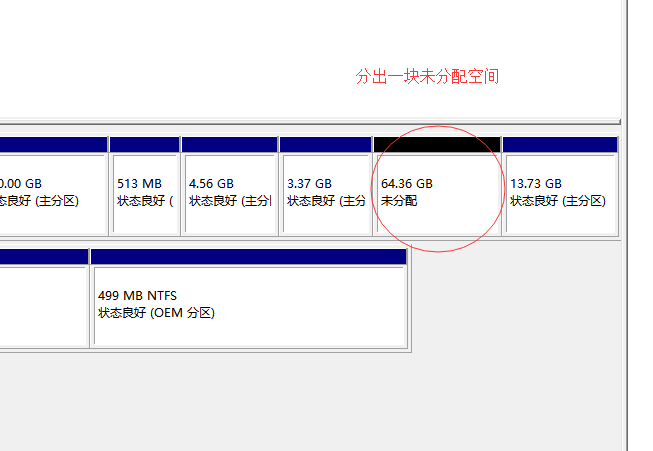 分出一块未分配空间
0.00 GB
态良好 (主分区)
513 MB
状态良好 (
4.56 GB
状态良好 (主分
3.37 GB
状态良好 (主分
64.36 GB
未分配
13.73 GB
状态良好 (主分区)
499 MB NTFS
状态良好 (OEM 分区)